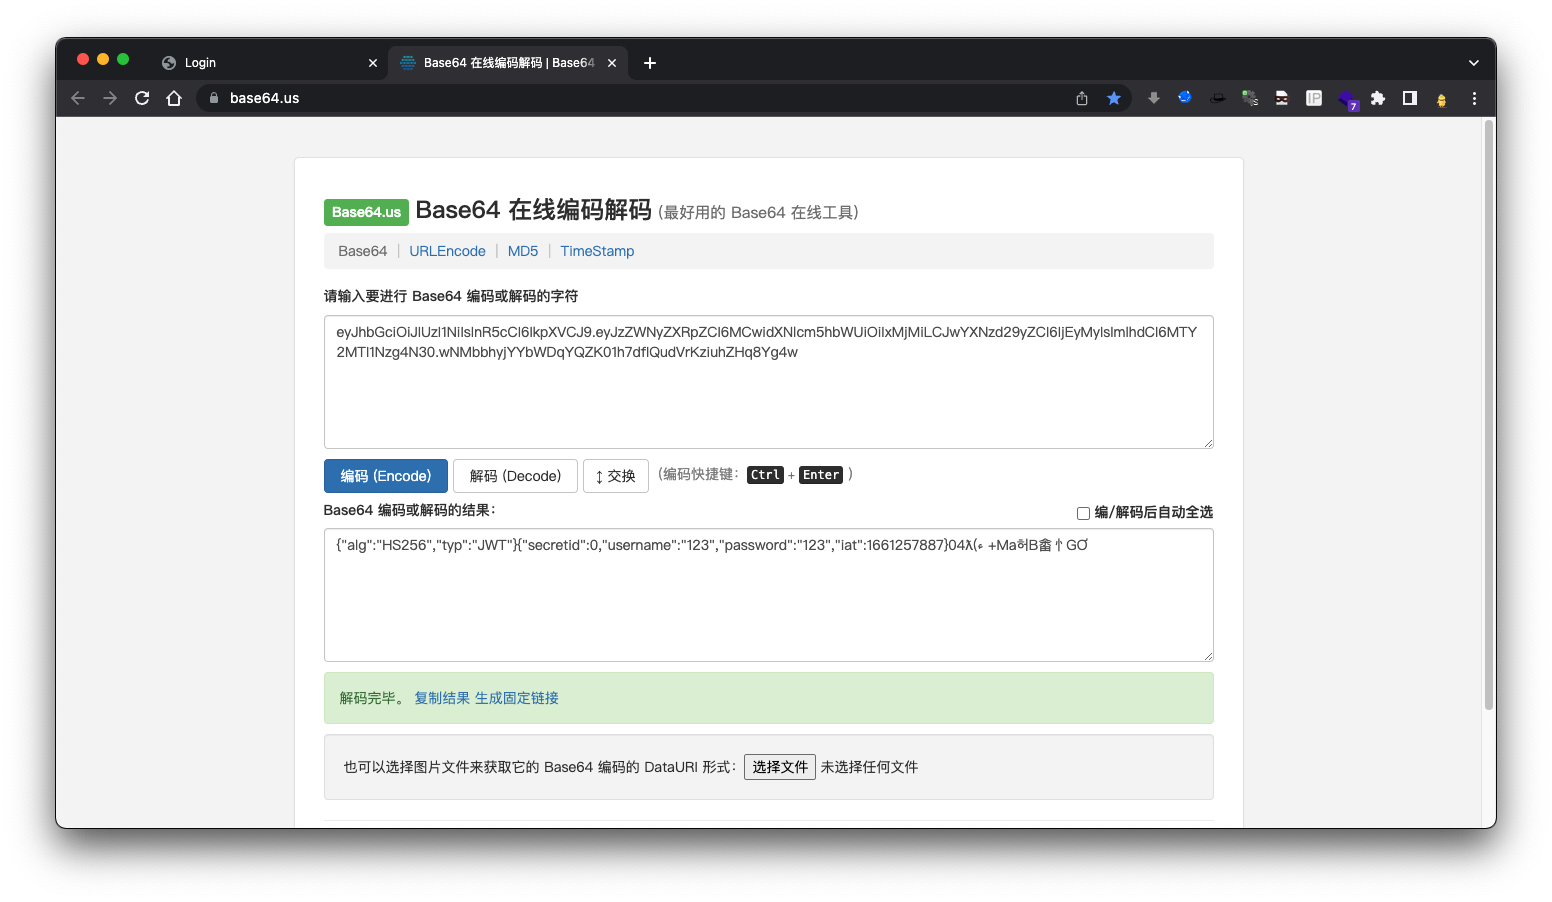 Login
Base64 在线编码解码 | Base64
base64.us
IP
7
Base64.us Base64 在线编码解码 (最好用的 Base64 在线工具)
Base64 | URLEncode | MD5 | TimeStamp
请输入要进行 Base64 编码或解码的字符
eyJhbGciOiJIUzI1NiIsInR5cCI6IkpXVCJ9.eyJzZWNyZXRpZCI6MCwidXNlcm5hbWUiOiIxMjMiLCJwYXNzd29yZCI6IjEyMyIsImlhdCI6MTY
2MTI1Nzg4N30.wNMbbhyjYYbWDqYQZK01h7dflQudVrKziuhZHq8Yg4w
编码 (Encode) 解码 (Decode) ↕ 交换 (编码快捷键: Ctrl + Enter )
Base64 编码或解码的结果:
编/解码后自动全选
{"alg":"HS256","typ":"JWT"}{"secretid":0,"username":"123","password":"123","iat":1661257887}
解码完毕。 复制结果 生成固定链接
也可以选择图片文件来获取它的 Base64 编码的 DataURI 形式: 选择文件 未选择任何文件